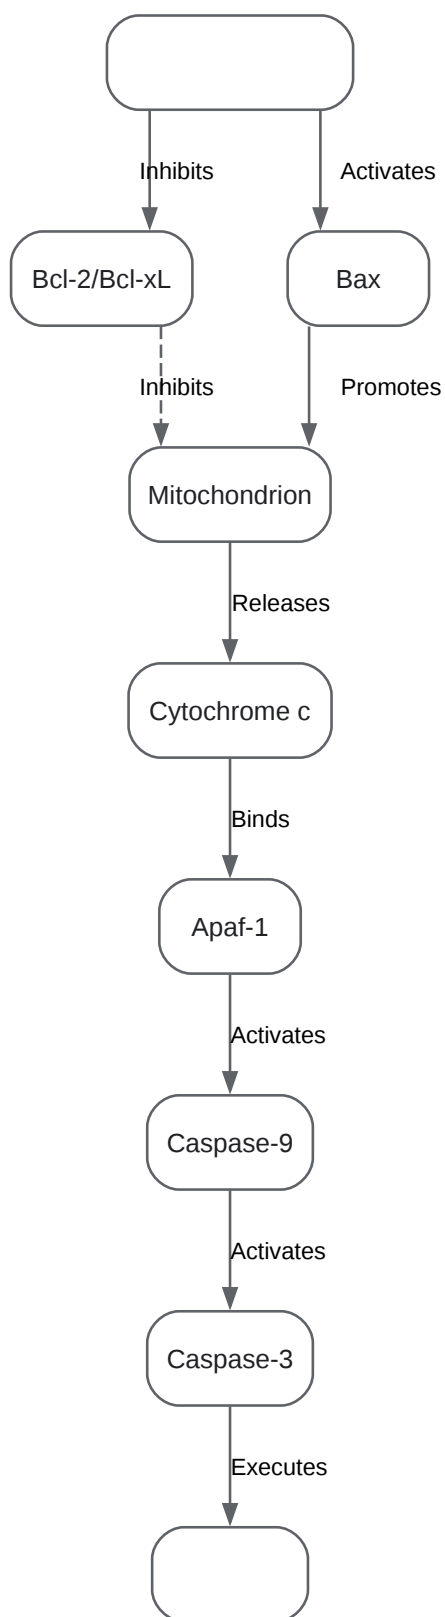 Inhibits
Activates
Bcl-2/Bcl-xL
Bax
Inhibits
Promotes
Mitochondrion
Releases
Cytochrome c
Binds
Apaf-1
Activates
Caspase-9
Activates
Caspase-3
Executes